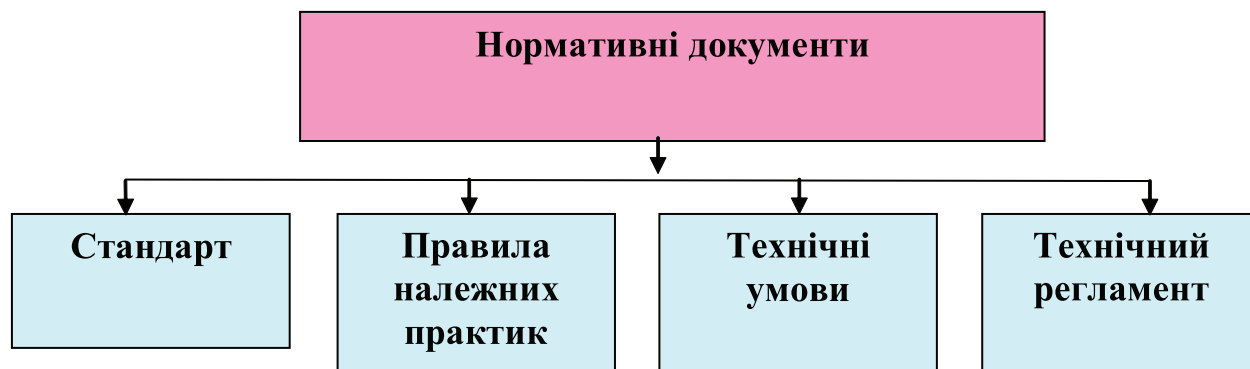 Нормативні документи
Стандарт
Правила
належних
практик
Технічні
умови
Технічний
регламент